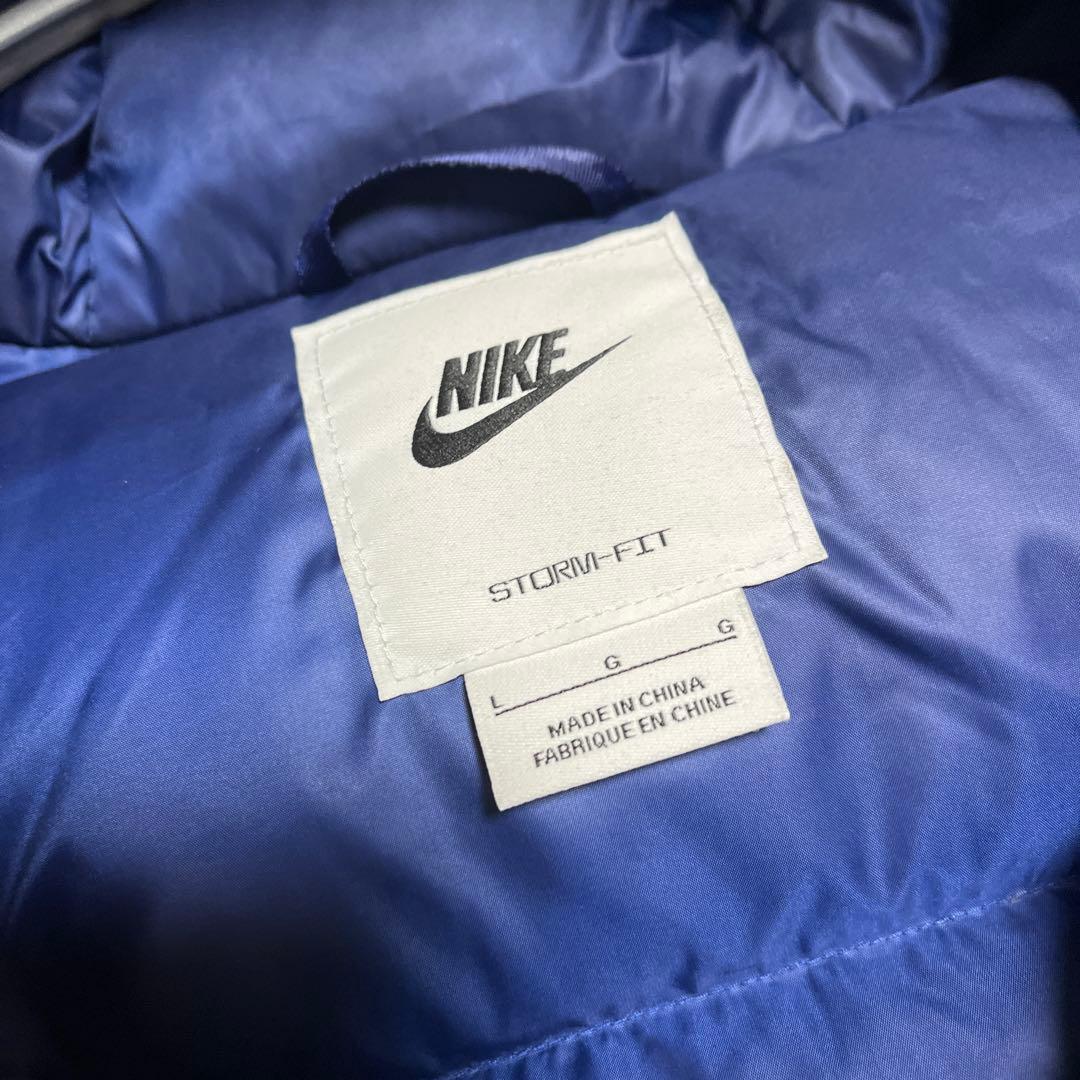 NIKE
STORM-FIT
L G G
MADE IN CHINA
FABRIQUE EN CHINE